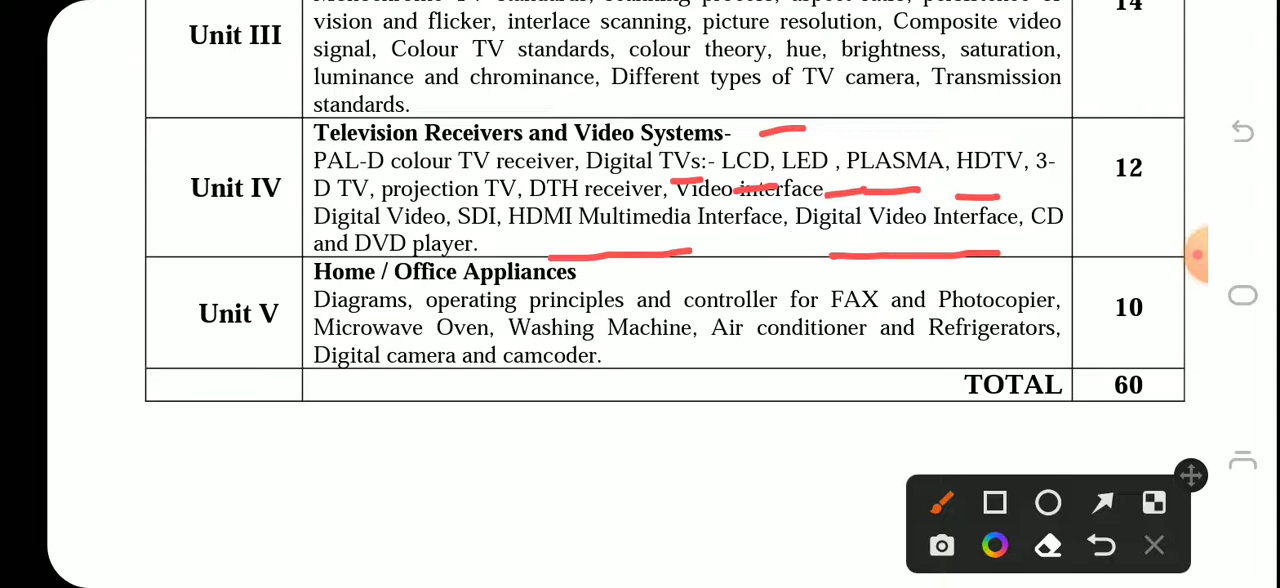 14
vision and flicker, interlace scanning, picture resolution, Composite video
Unit III
signal, Colour TV standards, colour theory, hue, brightness, saturation,
luminance and chrominance, Different types of TV camera, Transmission
standards.
Television Receivers and Video Systems-
PAL-D colour TV receiver, Digital TVs:- LCD, LED , PLASMA, HDTV, 3-
Unit IV
D TV, projection TV, DTH receiver, Video interface
12
Digital Video, SDI, HDMI Multimedia Interface, Digital Video Interface, CD
and DVD player.
Home / Office Appliances
Diagrams, operating principles and controller for FAX and Photocopier,
Unit V
10
Microwave Oven, Washing Machine, Air conditioner and Refrigerators,
Digital camera and camcoder.
TOTAL 60